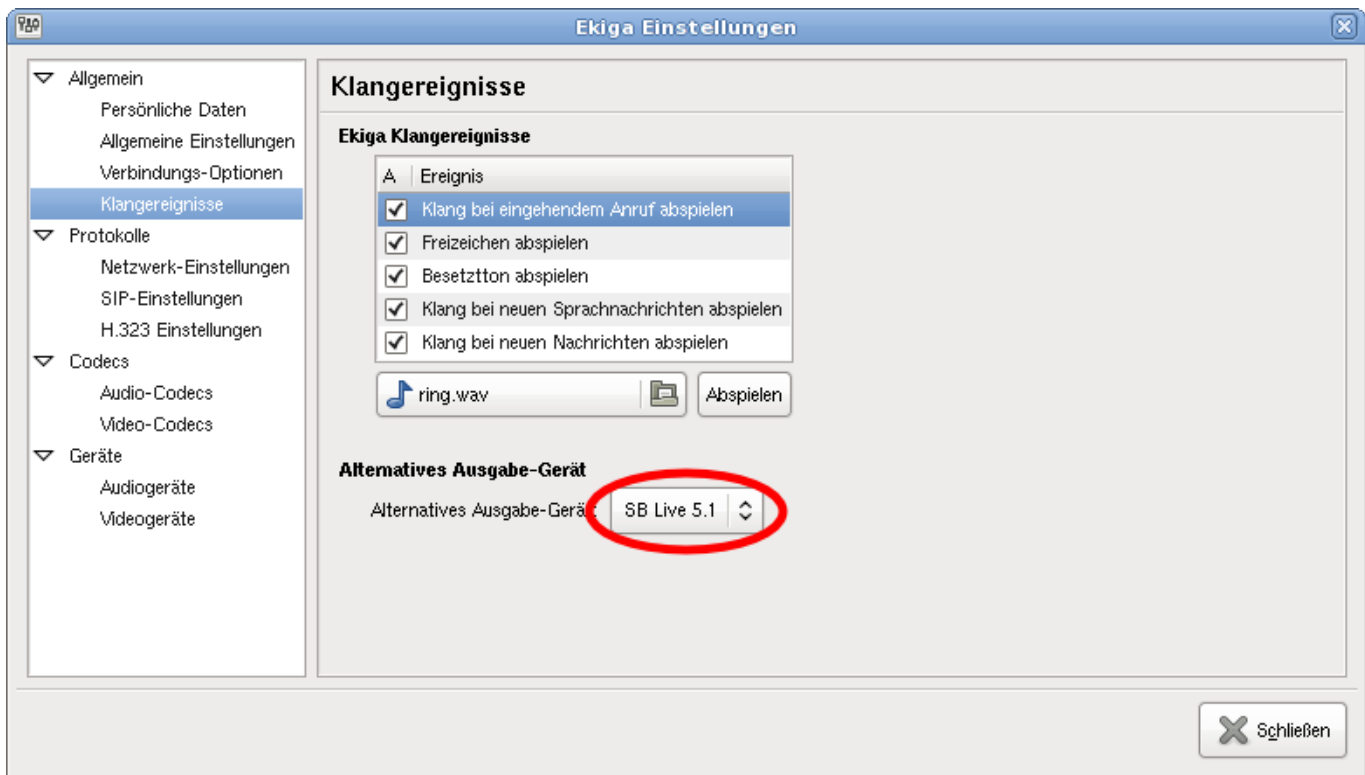 Ekiga Einstellungen
Allgemein
Persönliche Daten
Allgemeine Einstellungen
Verbindungs-Optionen
Klangereignisse
Protokolle
Netzwerk-Einstellungen
SIP-Einstellungen
H.323 Einstellungen
Codecs
Audio-Codecs
Video-Codecs
Geräte
Audiogeräte
Videogeräte
Klangereignisse
Ekiga Klangereignisse
A Ereignis
Klang bei eingehendem Anruf abspielen
Freizeichen abspielen
Besetztton abspielen
Klang bei neuen Sprachnachrichten abspielen
Klang bei neuen Nachrichten abspielen
ring.wav Abspielen
Alternatives Ausgabe-Gerät
Alternatives Ausgabe-Gerät: SB Live 5.1
Schließen